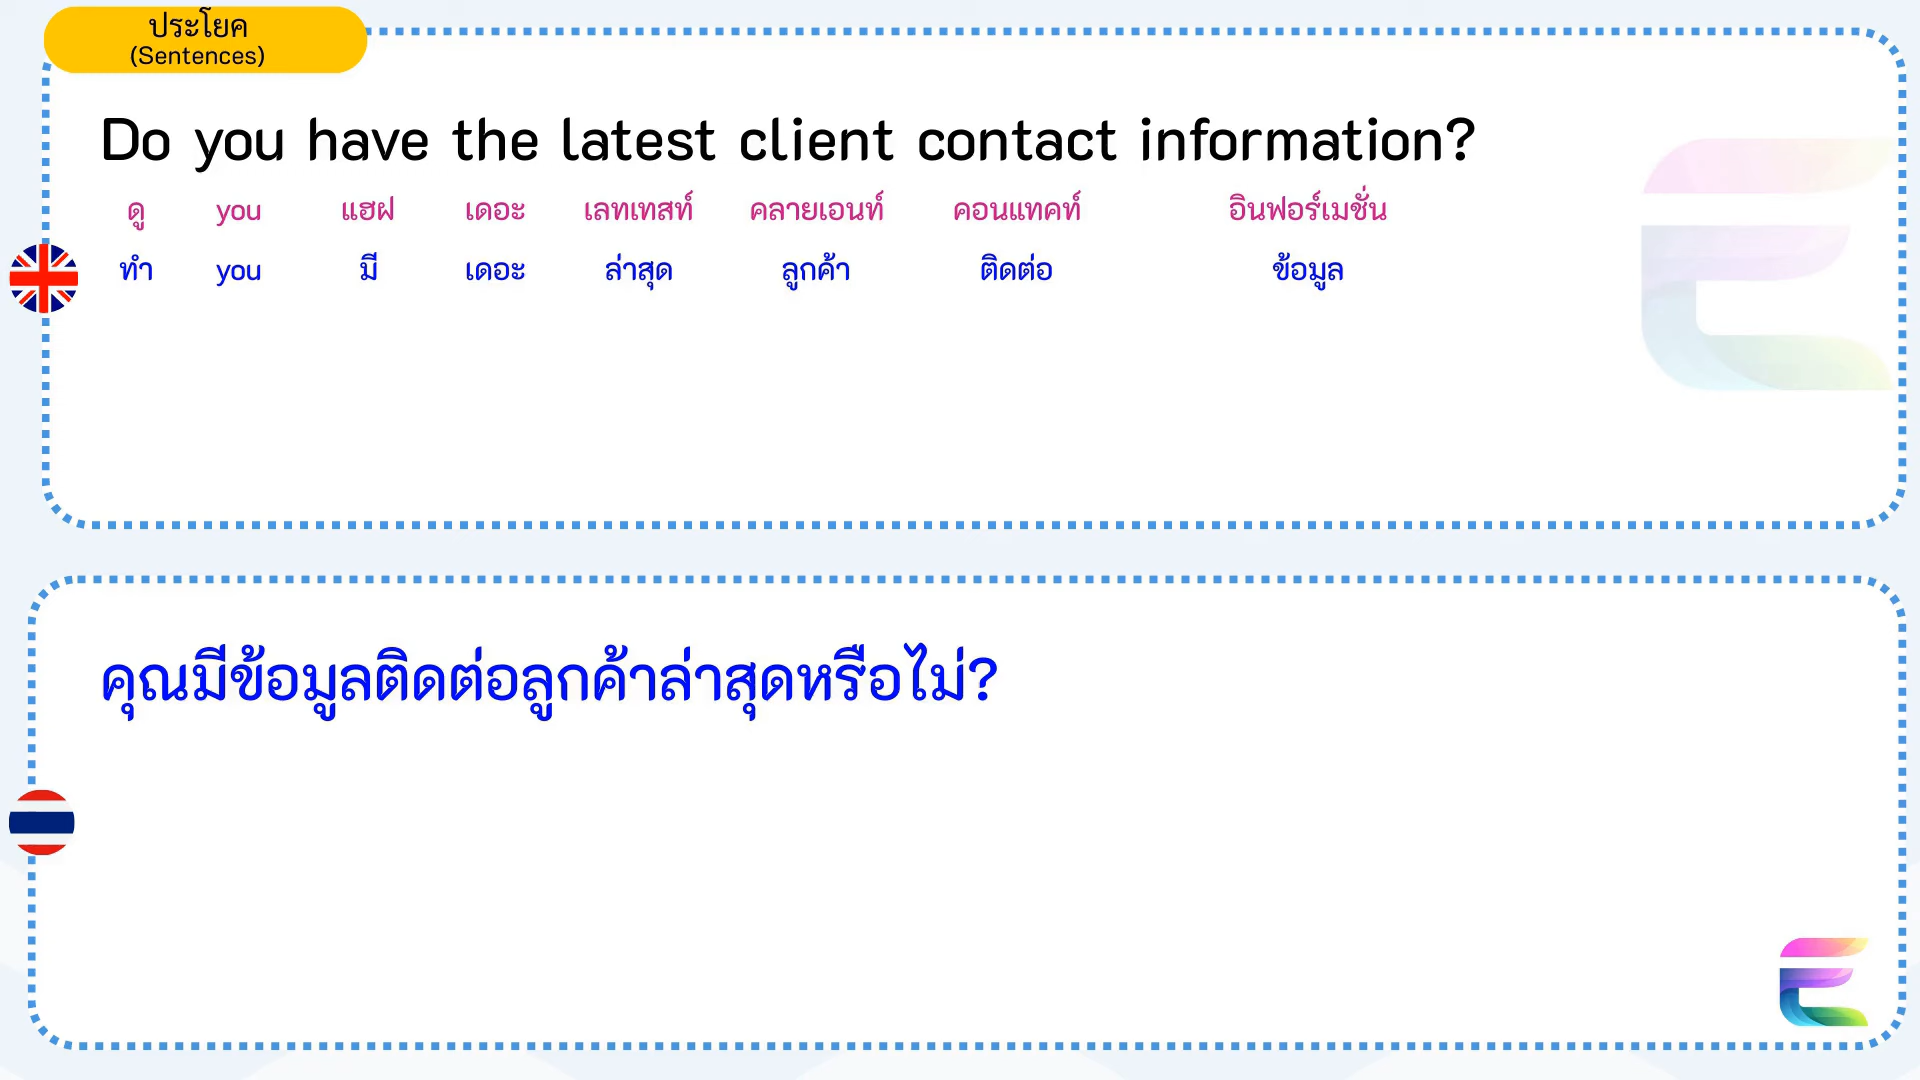 ประโยค
(Sentences)
Do you have the latest client contact information?
ดู you แฮฝ เดอะ เลทเทสท์ คลายเอนท์ คอนแทคท์ อินฟอร์เมชั่น
ทำ you มี เดอะ ล่าสุด ลูกค้า ติดต่อ ข้อมูล
คุณมีข้อมูลติดต่อลูกค้าล่าสุดหรือไม่?